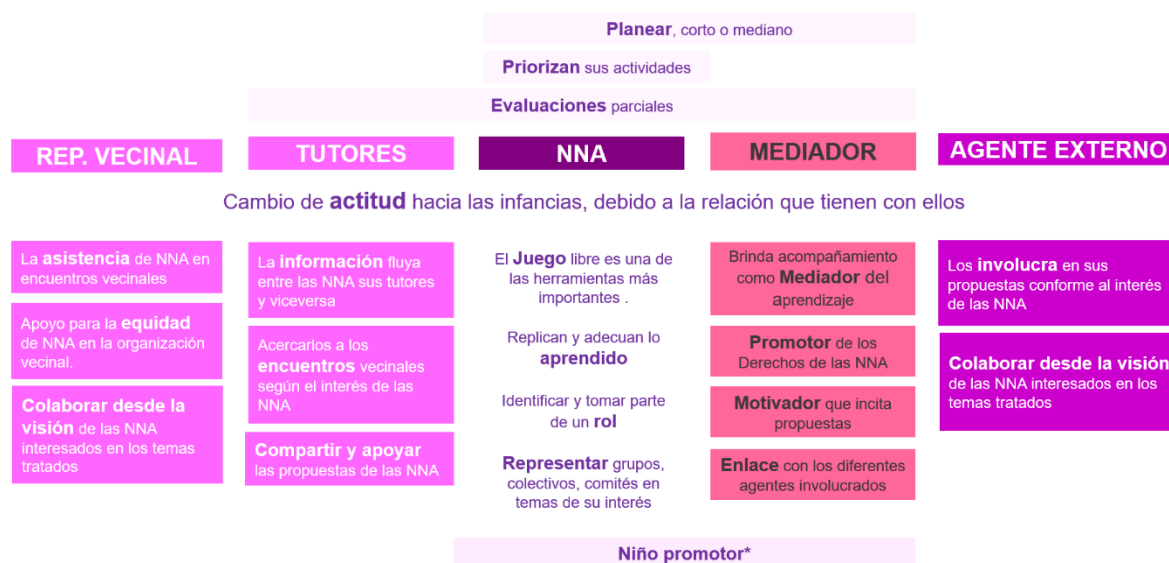 Planear, corto o mediano
Priorizan sus actividades
Evaluaciones parciales
REP. VECINAL
TUTORES
NNA
MEDIADOR
AGENTE EXTERNO
Cambio de actitud hacia las infancias, debido a la relación que tienen con ellos
La asistencia de NNA en
encuentros vecinales
Apoyo para la equidad
de NNA en la organización
vecinal.
Colaborar desde la
visión de las NNA
interesados en los temas
tratados
La información fluya
entre las NNA sus tutores
y viceversa
Acercarlos a los
encuentros vecinales
según el interés de las
NNA
Compartir y apoyar
las propuestas de las NNA
El Juego libre es una de
las herramientas más
importantes .
Replican y adecuan lo
aprendido
Identificar y tomar parte
de un rol
Representar grupos,
colectivos, comités en
temas de su interés
Brinda acompañamiento
como Mediador del
aprendizaje
Promotor de los
Derechos de las NNA
Motivador que incita
propuestas
Enlace con los diferentes
agentes involucrados
Los involucra en sus
propuestas conforme al interés
de las NNA
Colaborar desde la visión
de las NNA interesados en los
temas tratados
Niño promotor*